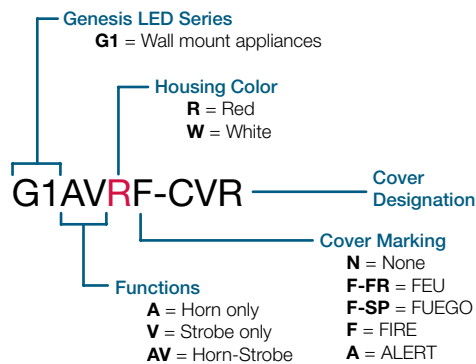 Genesis LED Series
G1 = Wall mount appliances
Housing Color
R = Red
W = White
G1AVRF-CVR
Cover
Designation
Functions
A = Horn only
V = Strobe only
AV = Horn-Strobe
Cover Marking
N = None
F-FR = FEU
F-SP = FUEGO
F = FIRE
A = ALERT